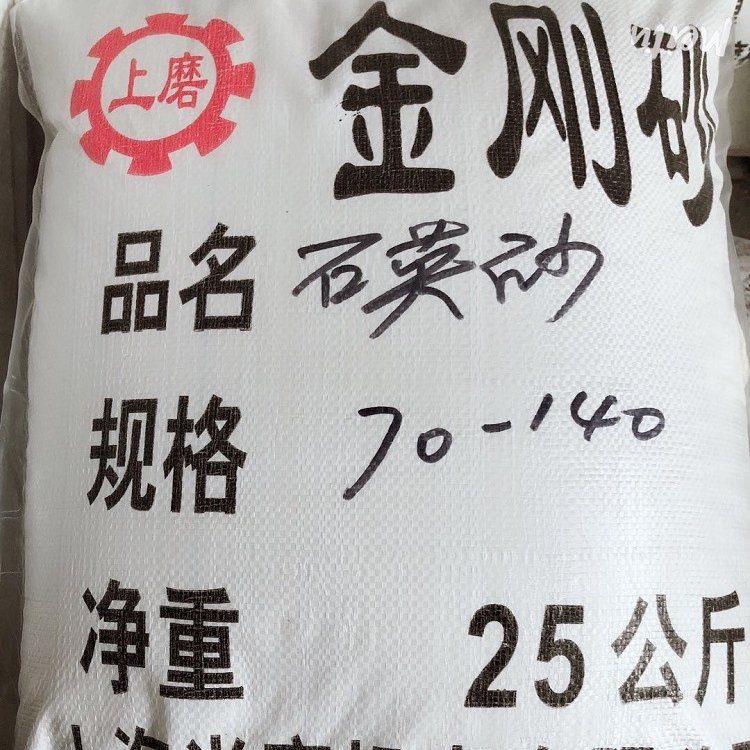 上磨
金刚砂
品名 石英砂
规格 70-140
净重 25公斤